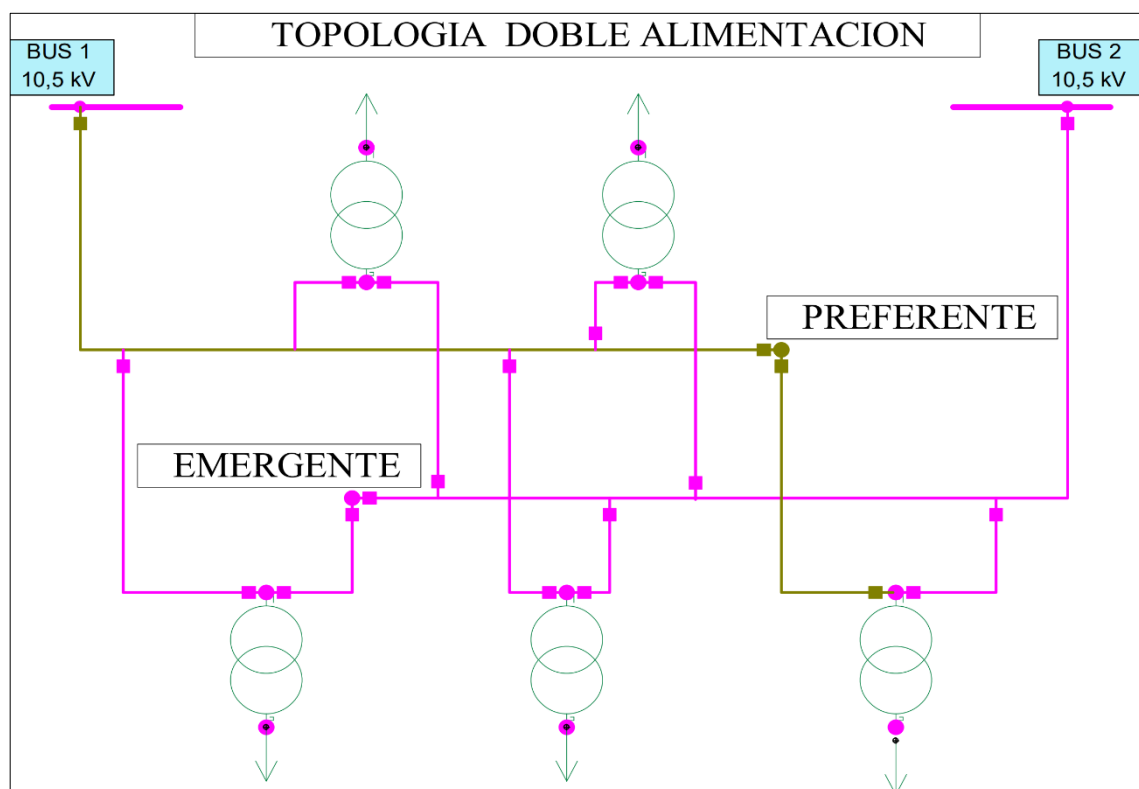 TOPOLOGIA DOBLE ALIMENTACION
BUS 1
10,5 kV
BUS 2
10,5 kV
PREFERENTE
EMERGENTE